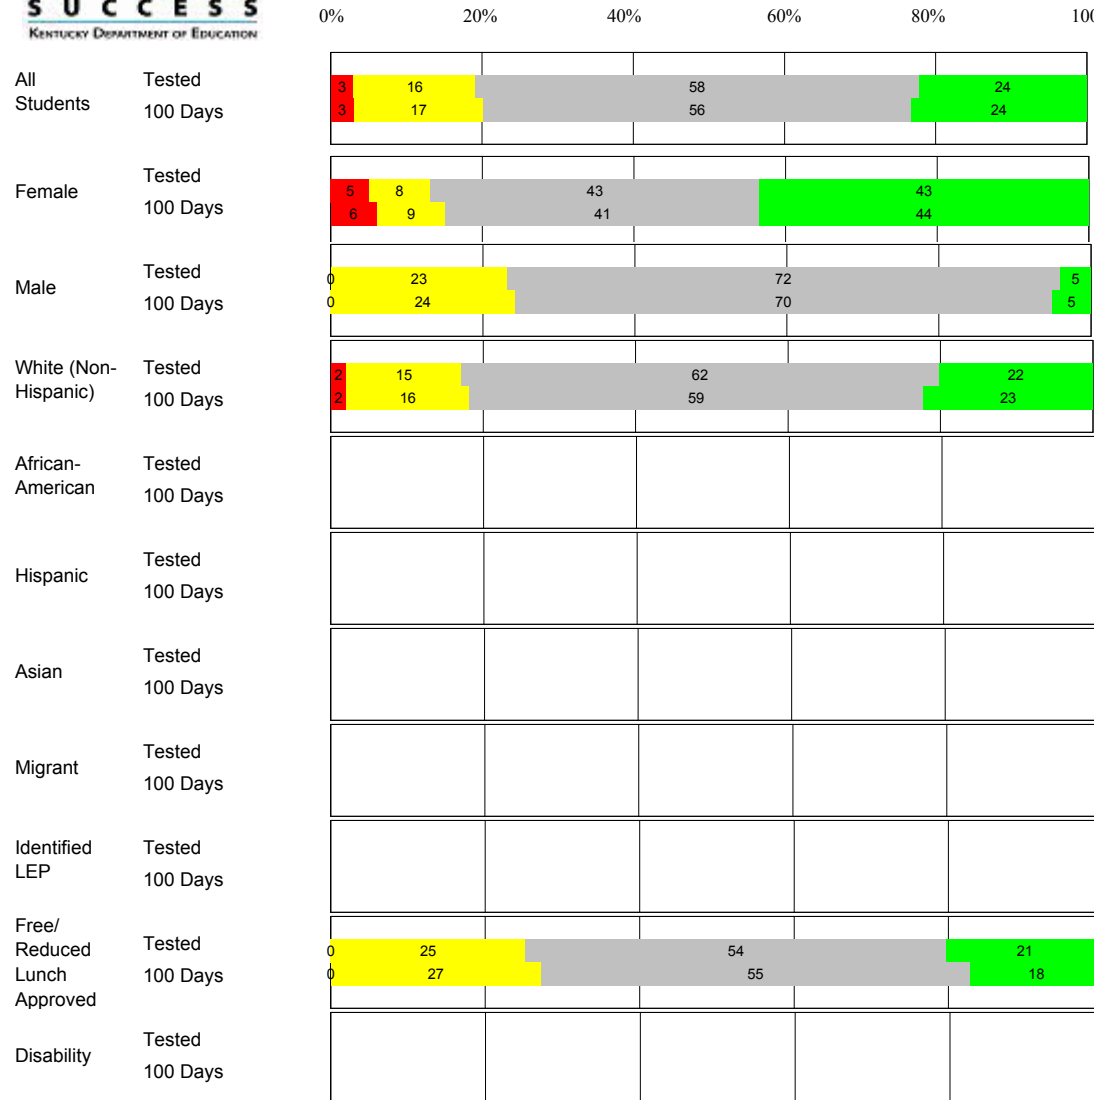 SUCCESS
KENTUCKY DEPARTMENT OF EDUCATION
0% 20% 40% 60% 80% 100
All Students
Tested 3 16 58 24
100 Days 3 17 56 24
Female
Tested 5 8 43 43
100 Days 6 9 41 44
Male
Tested 0 23 72 5
100 Days 0 24 70 5
White (Non-
Hispanic)
Tested 2 15 62 22
100 Days 2 16 59 23
African-
American
Tested
100 Days
Hispanic
Tested
100 Days
Asian
Tested
100 Days
Migrant
Tested
100 Days
Identified
LEP
Tested
100 Days
Free/
Reduced
Lunch
Approved
Tested 0 25 54 21
100 Days 0 27 55 18
Disability
Tested
100 Days